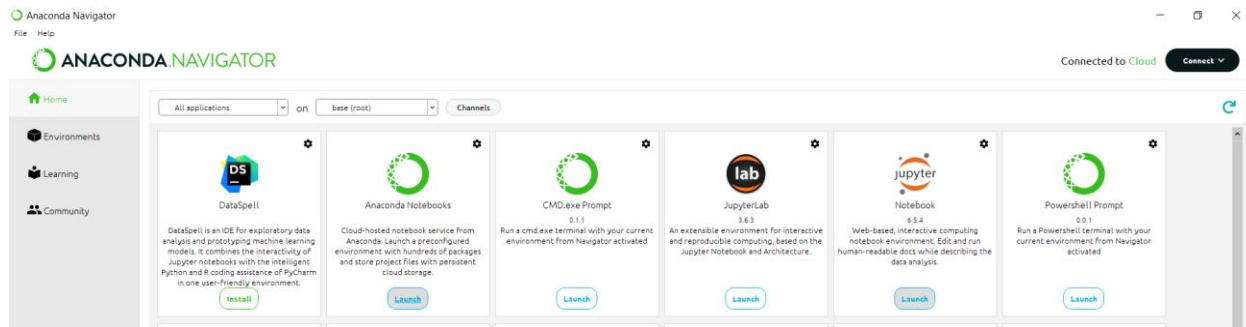 Anaconda Navigator
File Help
ANACONDA.NAVIGATOR
Connected to Cloud
Connect
Home
Environments
Learning
Community
All applications
on
base (root)
Channels
DS
DataSpell
DataSpell is an IDE for exploratory data
analysis and prototyping machine learning
models. It combines the interactivity of
Jupyter notebooks with the intelligent
Python and R coding assistance of PyCharm
in one user-friendly environment.
Install
Anaconda Notebooks
Cloud-hosted notebook service from
Anaconda. Launch a preconfigured
environment with hundreds of packages
and store project files with persistent
cloud storage.
Launch
CMD.exe Prompt
0.1.1
Run a cmd.exe terminal with your current
environment from Navigator activated
Launch
lab
JupyterLab
3.6.3
An extensible environment for interactive
and reproducible computing, based on the
Jupyter Notebook and Architecture.
Launch
jupyter
Notebook
6.5.4
Web-based, interactive computing
notebook environment. Edit and run
human-readable docs while describing the
data analysis.
Launch
Powershell Prompt
0.0.1
Run a Powershell terminal with your
current environment from Navigator
activated
Launch